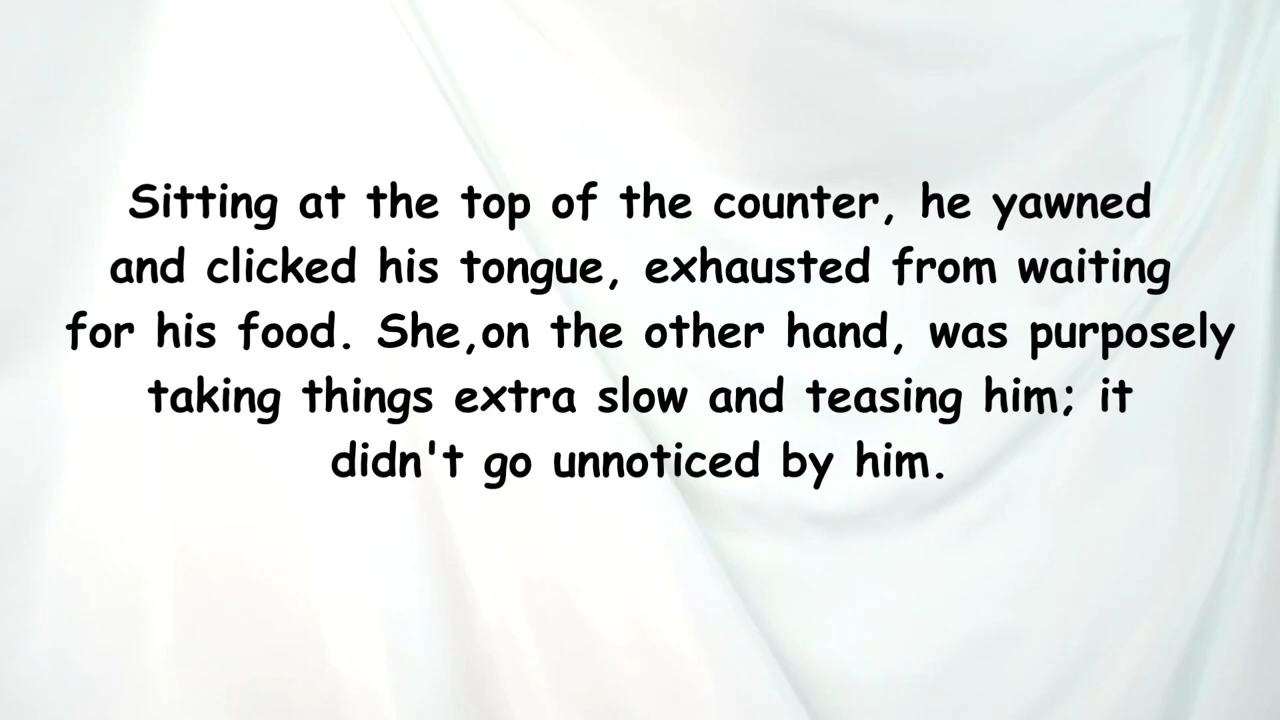 Sitting at the top of the counter, he yawned
and clicked his tongue, exhausted from waiting
for his food. She,on the other hand, was purposely
taking things extra slow and teasing him; it
didn't go unnoticed by him.